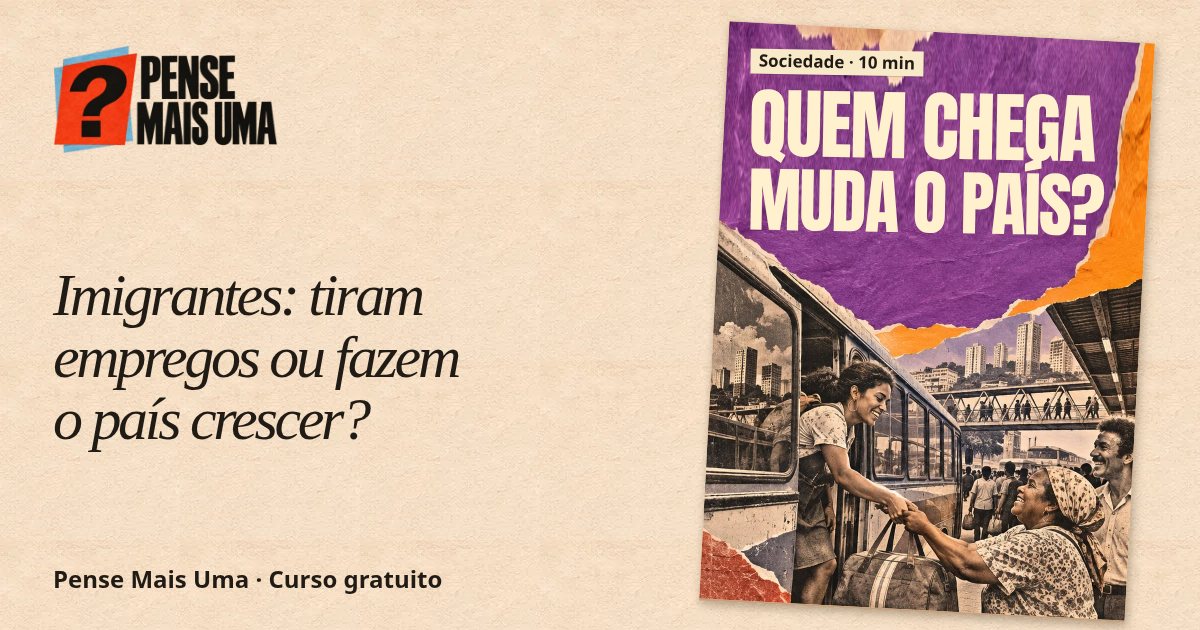 ?
PENSE
MAIS UMA
Imigrantes: tiram
empregos ou fazem
o país crescer?
Pense Mais Uma · Curso gratuito
Sociedade · 10 min
QUEM CHEGA
MUDA O PAÍS?